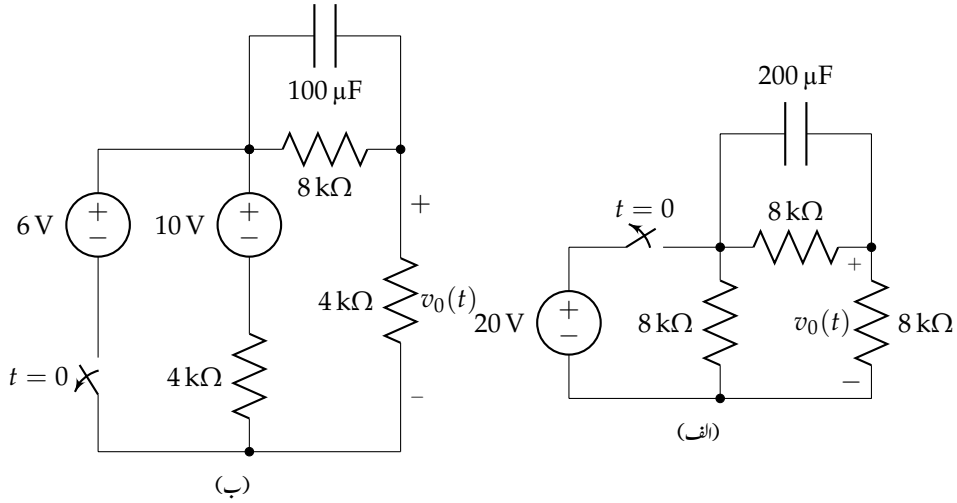 100 μF
8 kΩ
6 V
10 V
+
−
+
−
+
4 kΩ
v₀(t)
−
4 kΩ
t = 0
(ب)
200 μF
t = 0
8 kΩ
20 V
+
−
8 kΩ
+
v₀(t)
−
8 kΩ
(الف)